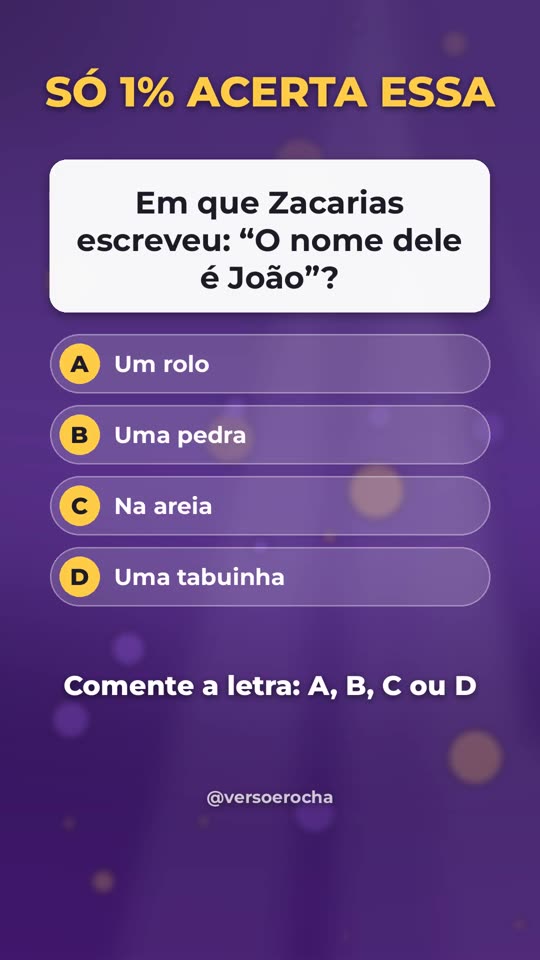 SÓ 1% ACERTA ESSA
Em que Zacarias
escreveu: “O nome dele
é João”?
A Um rolo
B Uma pedra
C Na areia
D Uma tabuinha
Comente a letra: A, B, C ou D
@versoerocha